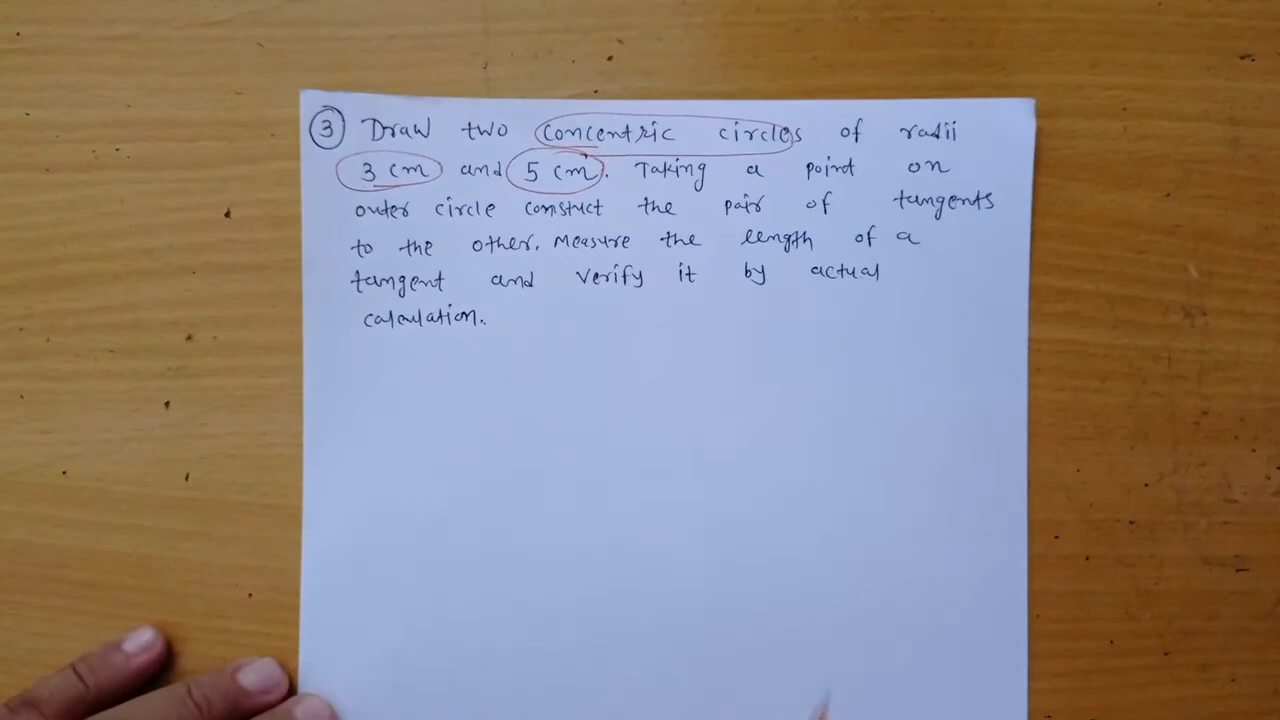 3 Draw two concentric circles of radii
3 cm and 5 cm. Taking a point on
outer circle constuct the pair of tangents
to the other. Measure the length of a
tangent and verify it by actual
calculation.